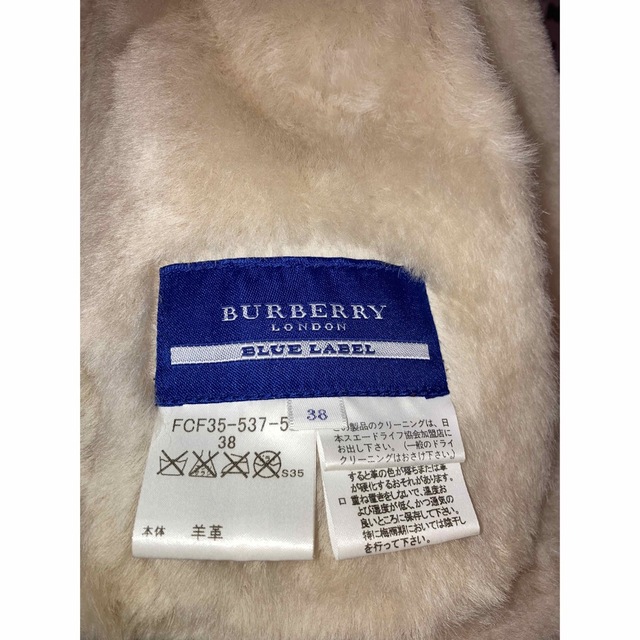 BURBERRY
LONDON
BLUE LABEL
38
FCF35-537-5
38
S35
本体 羊革
この製品のクリーニングは、日
本スエードライフ協会加盟店に
お出し下さい。(一般のドライ
クリーニングはおさけ下さい。)
すると革の色が落ちまたは革
が硬化するおそれがあります。
□ 重ね置きをしないで、温度お
よび湿度が低く、かつ通気の
良いところに保存して下さい。
特に梅雨期においては陰干し
を行って下さい。